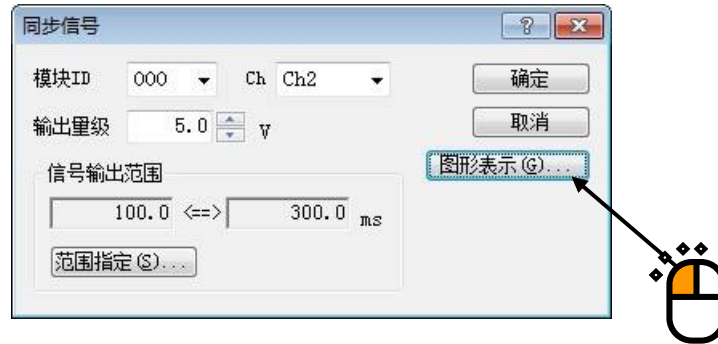 同步信号
模块ID 000 Ch Ch2
确定
输出量级 5.0 V
取消
图形表示(G)...
信号输出范围
100.0 <==> 300.0 ms
范围指定(S)...